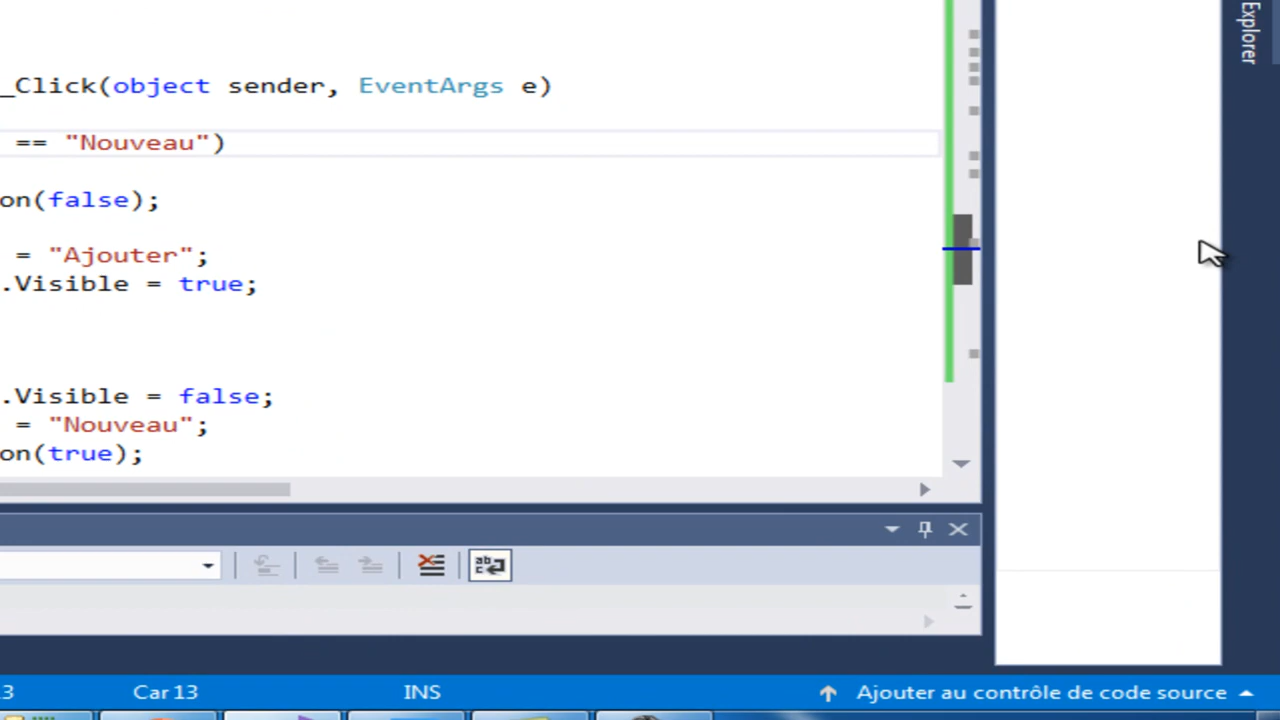 Explorer
_Click(object sender, EventArgs e)
== "Nouveau")
on(false);
= "Ajouter";
.Visible = true;
.Visible = false;
= "Nouveau";
on(true);
3 Car 13 INS Ajouter au contrôle de code source